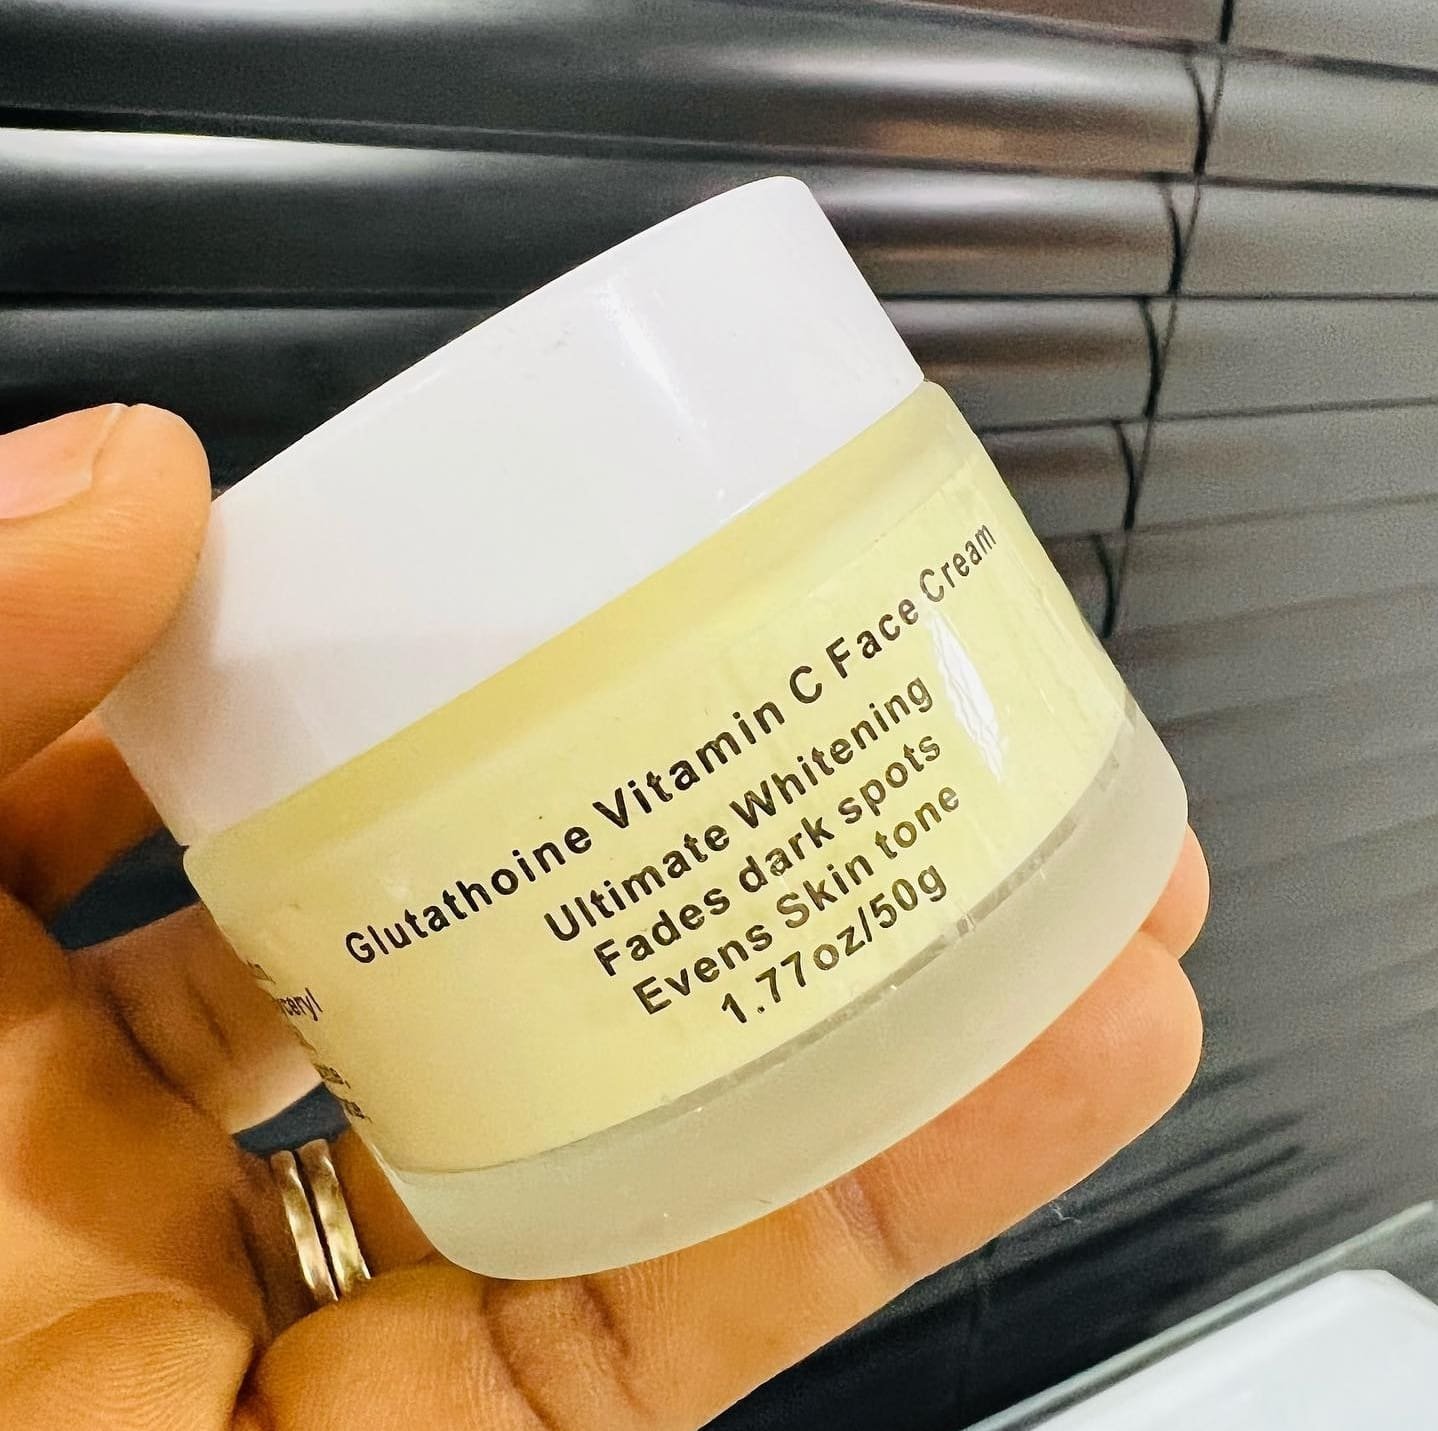 Glutathoine Vitamin C Face Cream
Ultimate Whitening
Fades dark spots
Evens Skin tone
1.77oz/50g